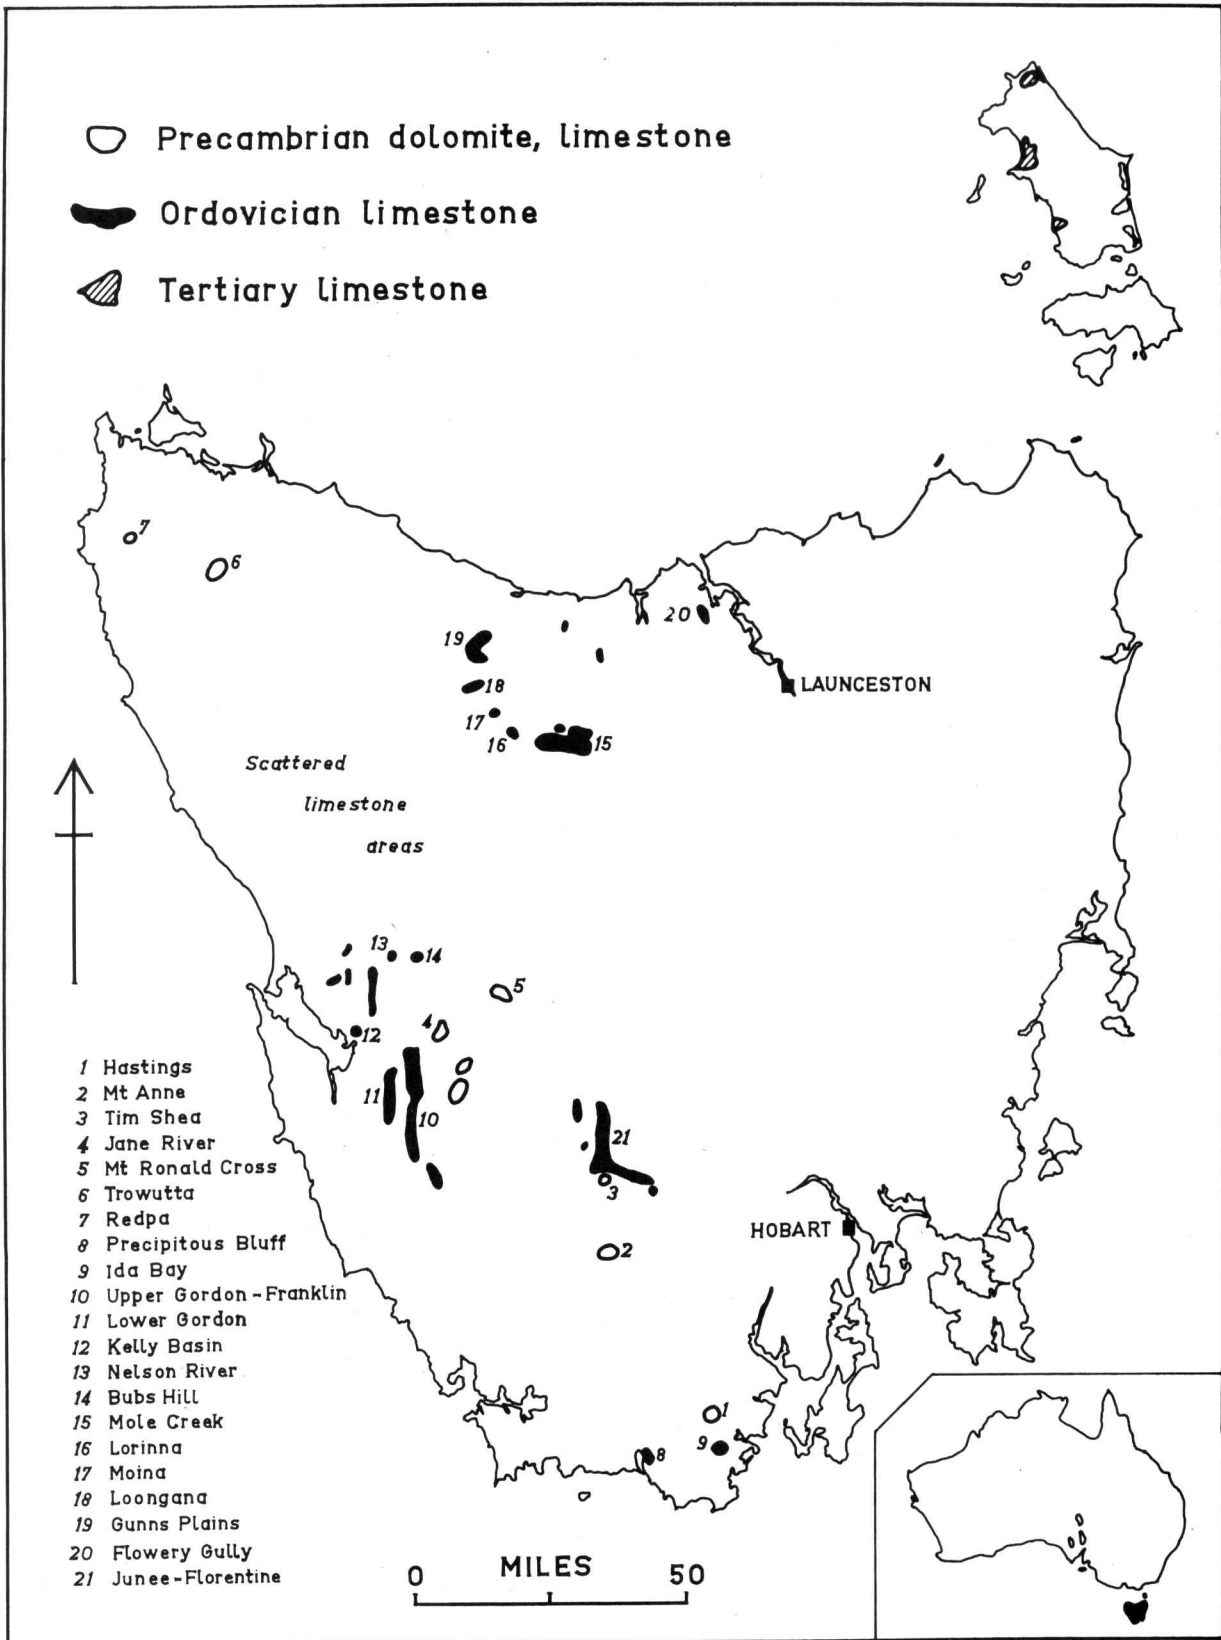 Precambrian dolomite, limestone
Ordovician limestone
Tertiary limestone
7
6
20
19
LAUNCESTON
18
17
16
15
Scattered
limestone
areas
13
14
5
4
12
11
10
21
3
HOBART
2
1
9
8
1 Hastings
2 Mt Anne
3 Tim Shea
4 Jane River
5 Mt Ronald Cross
6 Trowutta
7 Redpa
8 Precipitous Bluff
9 Ida Bay
10 Upper Gordon-Franklin
11 Lower Gordon
12 Kelly Basin
13 Nelson River
14 Bubs Hill
15 Mole Creek
16 Lorinna
17 Moina
18 Loongana
19 Gunns Plains
20 Flowery Gully
21 Junee-Florentine
0 MILES 50